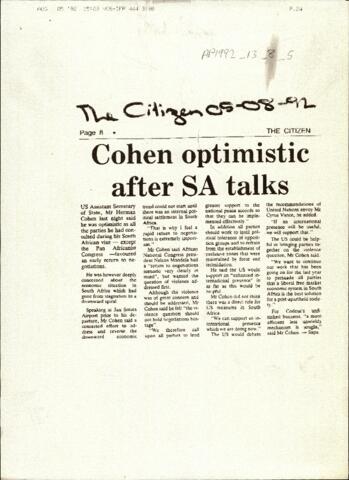 AP1992_13_8_5
The Citizen 05-08-92
Page 8 • THE CITIZEN
Cohen optimistic
after SA talks
US Assistant Secretary
of State, Mr Herman
Cohen last night said
he was optimistic in all
the parties he had con-
sulted during his South
African visit — except
the Pan Africanist
Congress — favoured
an early return to ne-
gotiations.
He was however deeply
concerned about the
economic situation in
South Africa which had
gone from stagnation to a
downward spiral
Speaking at Jan Smuts
Airport prior to his de-
parture, Mr Cohen said a
concerted effort to ad-
dress and reverse the
downward economic
trend could not start until
there was an internal po-
litical settlement in South
Africa.
"That is why I feel a
rapid return to negotia-
tions is extremely import-
ant."
Mr Cohen said African
National Congress presi-
dent Nelson Mandela had
a "return to negotiations
scenario very clearly in
mind", but wanted the
question of violence ad-
dressed first.
Although the violence
was of great concern and
should be addressed, Mr
Cohen said he felt "the vi-
olence question should
not hold negotiations hos-
tage".
"We therefore call
upon all parties to lend
greater support to the
national peace accords so
that they can be imple-
mented effectively."
In addition all parties
should work to instil poli-
tical tolerance in opposi-
tion groups and to refrain
from the establishment of
exclusive zones that were
maintained by force and
intimidation.
He said the US would
support an "enhanced in-
ternational presence" in
as far as this would be
useful
Mr Cohen did not think
there was a direct role for
US monitors in South
Africa
"We can support an in-
ternational presence
which we are doing now."
The US would debate
the recommendations of
United Nations envoy Mr
Cyrus Vance, he added.
"If an international
presence will be useful,
we will support that."
The US could be help-
ful in bringing parties to-
gether on the violence
question, Mr Cohen said.
"We want to continue
our work that has been
going on for the last year
to persuade all parties
that a liberal free market
economic system in South
Africa is the best solution
for a post-apartheid socie-
ty."
For Codesa's unfi-
nished business, "a more
efficient less unwieldy
mechanism is sought,"
said Mr Cohen — Sapa